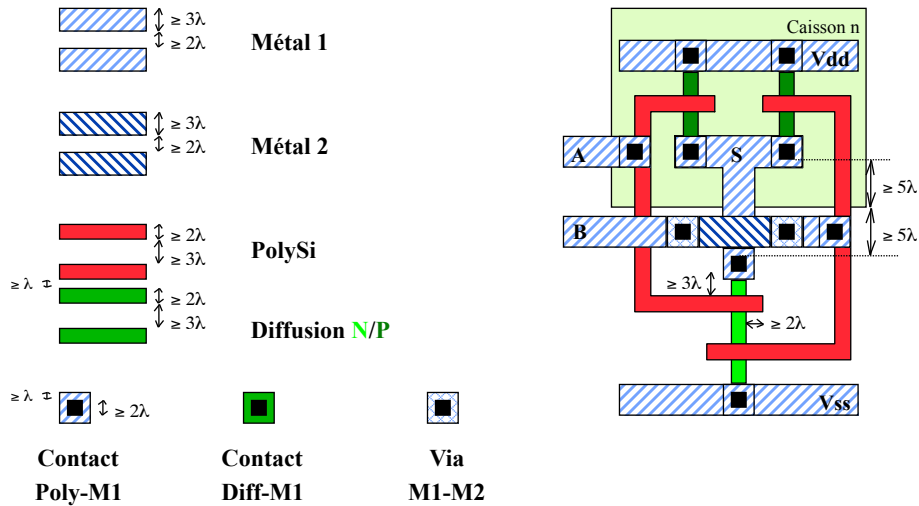 ≥ 3λ
≥ 2λ
Métal 1
≥ 3λ
≥ 2λ
Métal 2
≥ 2λ
≥ 3λ
PolySi
≥ λ
≥ 2λ
≥ 3λ
Diffusion N/P
≥ λ
≥ 2λ
Contact
Poly-M1
Contact
Diff-M1
Via
M1-M2
Caisson n
Vdd
A
S
≥ 5λ
B
≥ 5λ
≥ 3λ
≥ 2λ
Vss